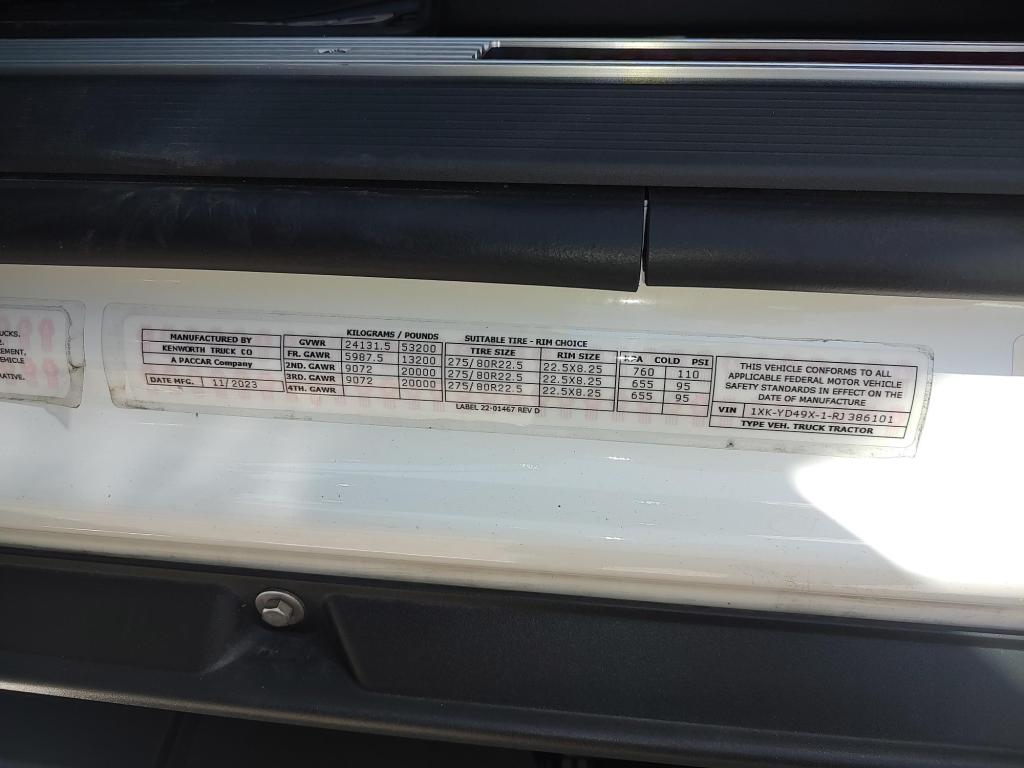 UCKS.
EMENT,
EHICLE
ATIVE.
MANUFACTURED BY
KENWORTH TRUCK CO
A PACCAR Company
DATE MFG. 11/2023
KILOGRAMS / POUNDS
GVWR 24131.5 53200
FR. GAWR 5987.5 13200
2ND. GAWR 9072 20000
3RD. GAWR 9072 20000
4TH. GAWR
SUITABLE TIRE - RIM CHOICE
TIRE SIZE RIM SIZE
275/80R22.5 22.5X8.25
275/80R22.5 22.5X8.25
275/80R22.5 22.5X8.25
COLD PSI
760 110
655 95
655 95
LABEL 22-01467 REV D
THIS VEHICLE CONFORMS TO ALL
APPLICABLE FEDERAL MOTOR VEHICLE
SAFETY STANDARDS IN EFFECT ON THE
DATE OF MANUFACTURE
VIN 1XK-YD49X-1-RJ386101
TYPE VEH. TRUCK TRACTOR